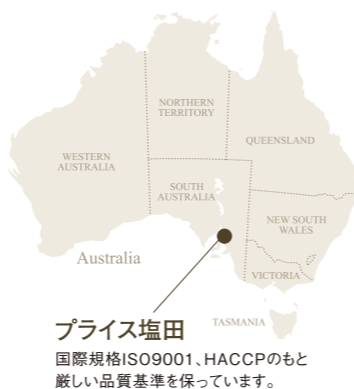 NORTHERN
TERRITORY
QUEENSLAND
WESTERN
AUSTRALIA
SOUTH
AUSTRALIA
NEW SOUTH
WALES
Australia
VICTORIA
TASMANIA
プライス塩田
国際規格ISO9001、HACCPのもと
厳しい品質基準を保っています。